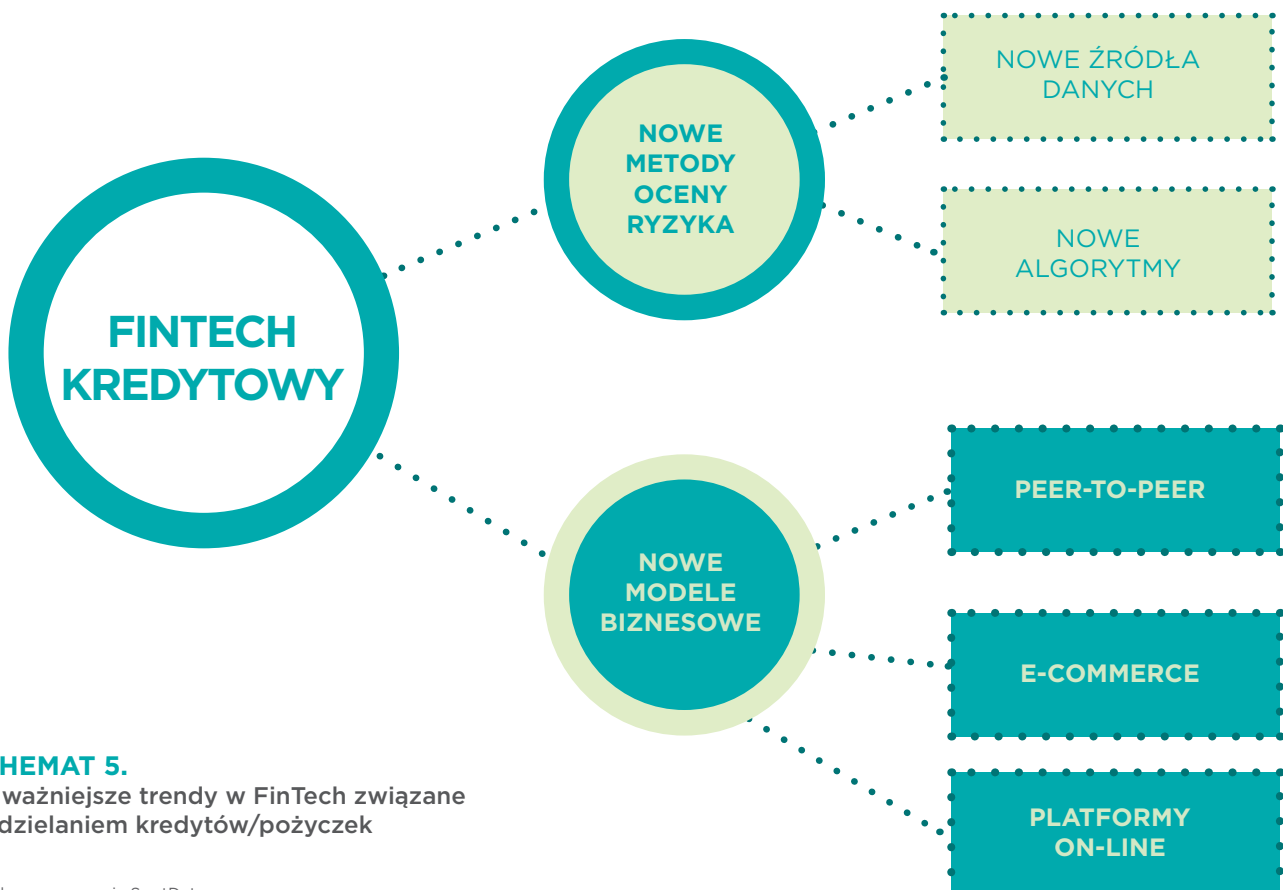 FINTECH
KREDYTOWY
NOWE
METODY
OCENY
RYZYKA
NOWE ŹRÓDŁA
DANYCH
NOWE
ALGORYTMY
NOWE
MODELE
BIZNESOWE
PEER-TO-PEER
E-COMMERCE
PLATFORMY
ON-LINE
HEMAT 5.
ważniejsze trendy w FinTech związane
dzielaniem kredytów/pożyczek